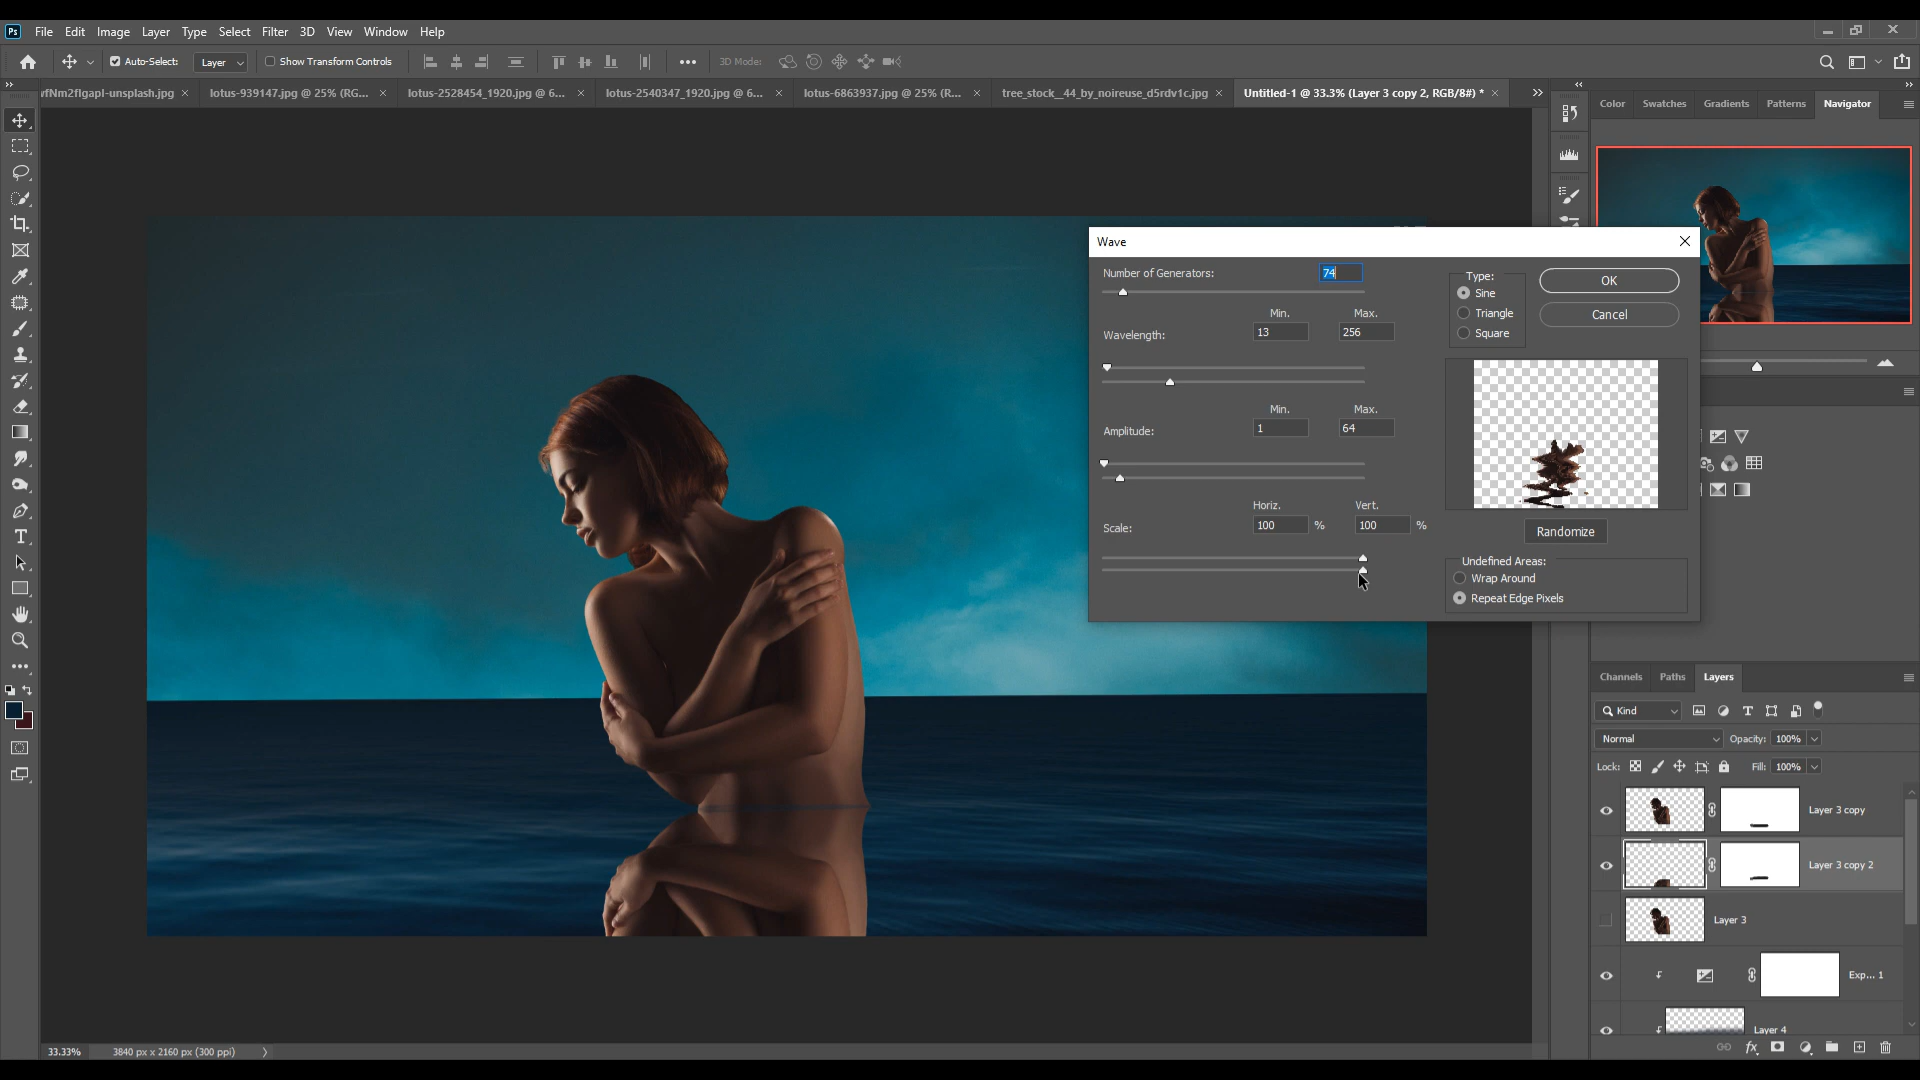 Ps File Edit Image Layer Type Select Filter 3D View Window Help
Auto-Select: Layer Show Transform Controls 3D Mode:
vfNm2flgapI-unsplash.jpg lotus-939147.jpg @ 25% (RG... lotus-2528454_1920.jpg @ 6... lotus-2540347_1920.jpg @ 6... lotus-6863937.jpg @ 25% (R... tree_stock__44_by_noireuse_d5rdv1c.jpg Untitled-1 @ 33.3% (Layer 3 copy 2, RGB/8#) *
Color Swatches Gradients Patterns Navigator
Wave
Number of Generators: 74
Type:
Sine
Triangle
Square
OK
Cancel
Min. Max.
Wavelength: 13 256
Min. Max.
Amplitude: 1 64
Horiz. Vert.
Scale: 100 % 100 %
Randomize
Undefined Areas:
Wrap Around
Repeat Edge Pixels
Channels Paths Layers
Kind
Normal Opacity: 100%
Lock: Fill: 100%
Layer 3 copy
Layer 3 copy 2
Layer 3
Exp... 1
Layer 4
33.33% 3840 px x 2160 px (300 ppi)